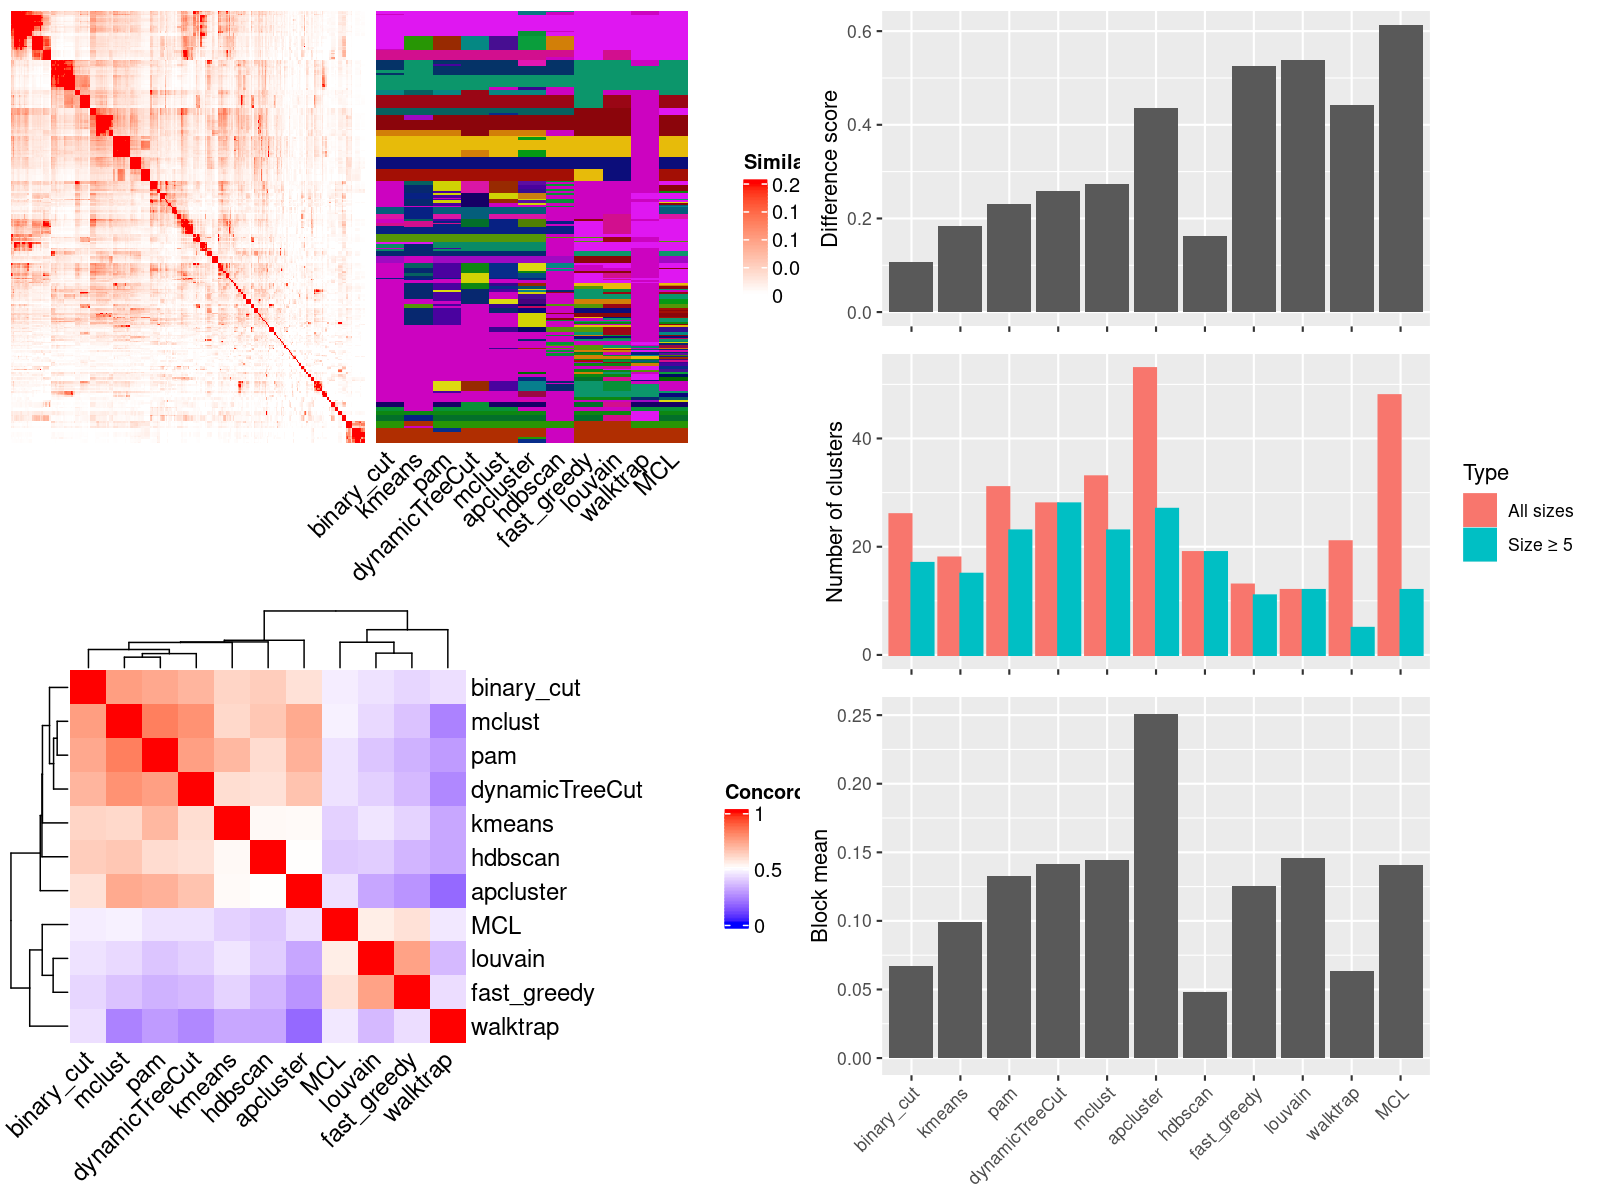 Simila
0.2
0.1
0.1
0.0
0
binary_cut
kmeans
pam
dynamicTreeCut
mclust
apcluster
hdbscan
fast_greedy
louvain
walktrap
MCL
binary_cut
mclust
pam
dynamicTreeCut
kmeans
hdbscan
apcluster
MCL
louvain
fast_greedy
walktrap
Concord
1
0.5
0
binary_cut
mclust
pam
dynamicTreeCut
kmeans
hdbscan
apcluster
MCL
louvain
fast_greedy
walktrap
Difference score
0.6
0.4
0.2
0.0
Number of clusters
40
20
0
Type
All sizes
Size ≥ 5
Block mean
0.25
0.20
0.15
0.10
0.05
0.00
binary_cut
kmeans
pam
dynamicTreeCut
mclust
apcluster
hdbscan
fast_greedy
louvain
walktrap
MCL